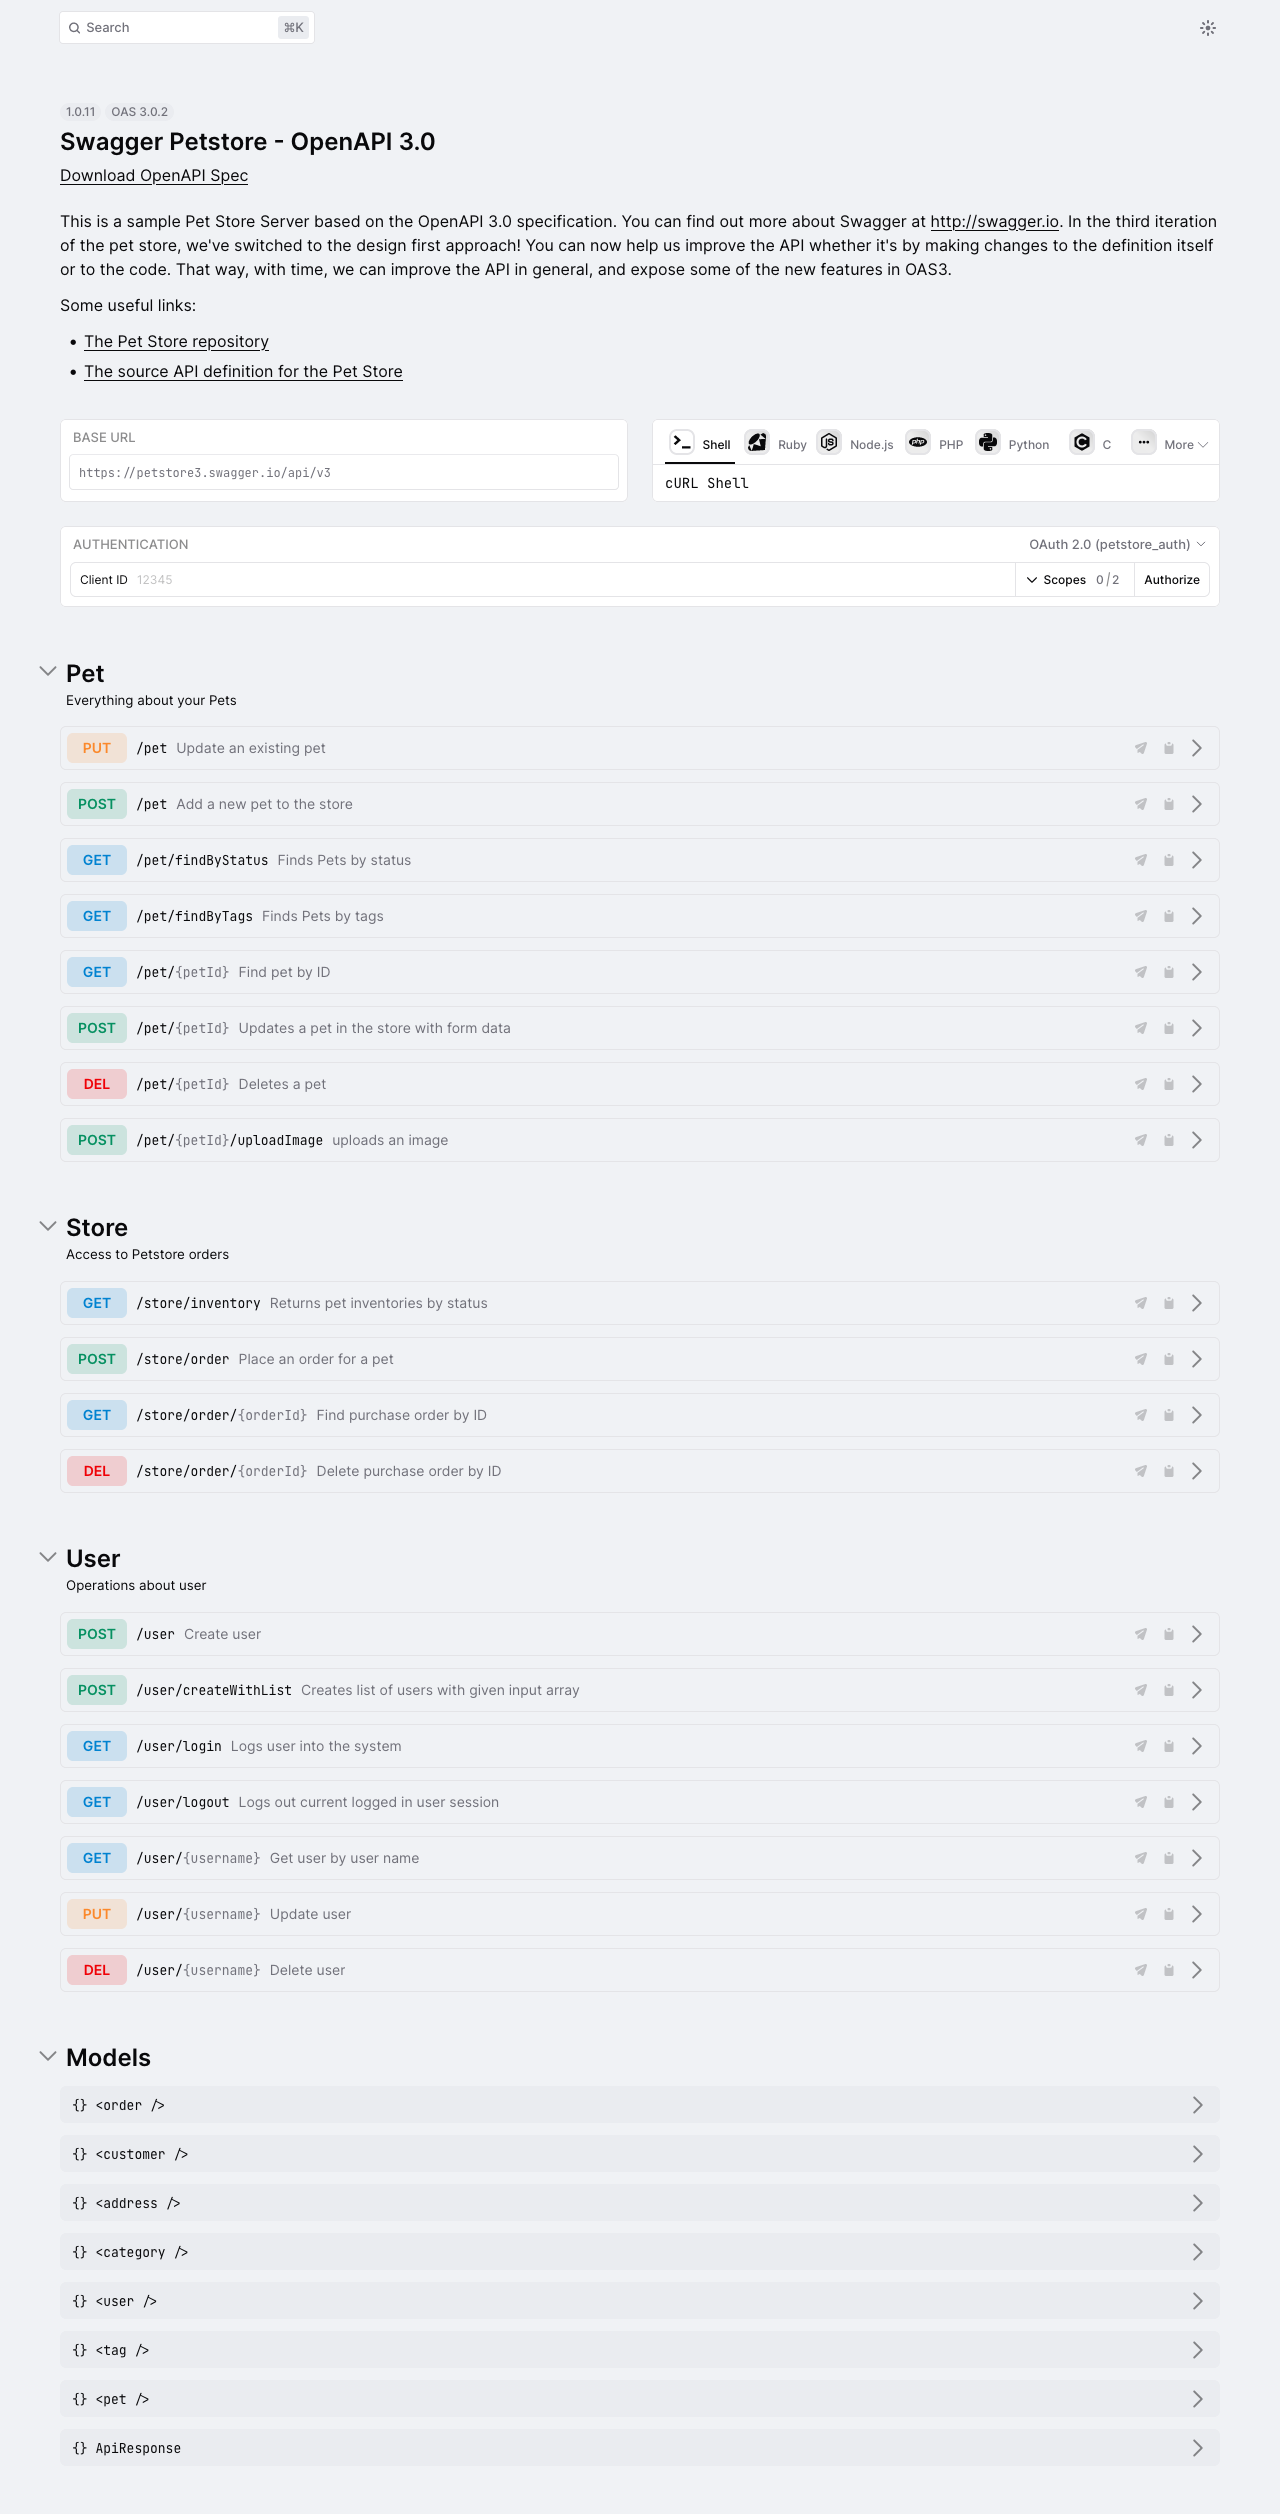 Search ⌘K
1.0.11 OAS 3.0.2
Swagger Petstore - OpenAPI 3.0
Download OpenAPI Spec
This is a sample Pet Store Server based on the OpenAPI 3.0 specification. You can find out more about Swagger at http://swagger.io. In the third iteration
of the pet store, we've switched to the design first approach! You can now help us improve the API whether it's by making changes to the definition itself
or to the code. That way, with time, we can improve the API in general, and expose some of the new features in OAS3.
Some useful links:
• The Pet Store repository
• The source API definition for the Pet Store
BASE URL
https://petstore3.swagger.io/api/v3
Shell Ruby Node.js php PHP Python C More
cURL Shell
AUTHENTICATION OAuth 2.0 (petstore_auth)
Client ID 12345 Scopes 0/2 Authorize
Pet
Everything about your Pets
PUT /pet Update an existing pet
POST /pet Add a new pet to the store
GET /pet/findByStatus Finds Pets by status
GET /pet/findByTags Finds Pets by tags
GET /pet/{petId} Find pet by ID
POST /pet/{petId} Updates a pet in the store with form data
DEL /pet/{petId} Deletes a pet
POST /pet/{petId}/uploadImage uploads an image
Store
Access to Petstore orders
GET /store/inventory Returns pet inventories by status
POST /store/order Place an order for a pet
GET /store/order/{orderId} Find purchase order by ID
DEL /store/order/{orderId} Delete purchase order by ID
User
Operations about user
POST /user Create user
POST /user/createWithList Creates list of users with given input array
GET /user/login Logs user into the system
GET /user/logout Logs out current logged in user session
GET /user/{username} Get user by user name
PUT /user/{username} Update user
DEL /user/{username} Delete user
Models
{} <order />
{} <customer />
{} <address />
{} <category />
{} <user />
{} <tag />
{} <pet />
{} ApiResponse